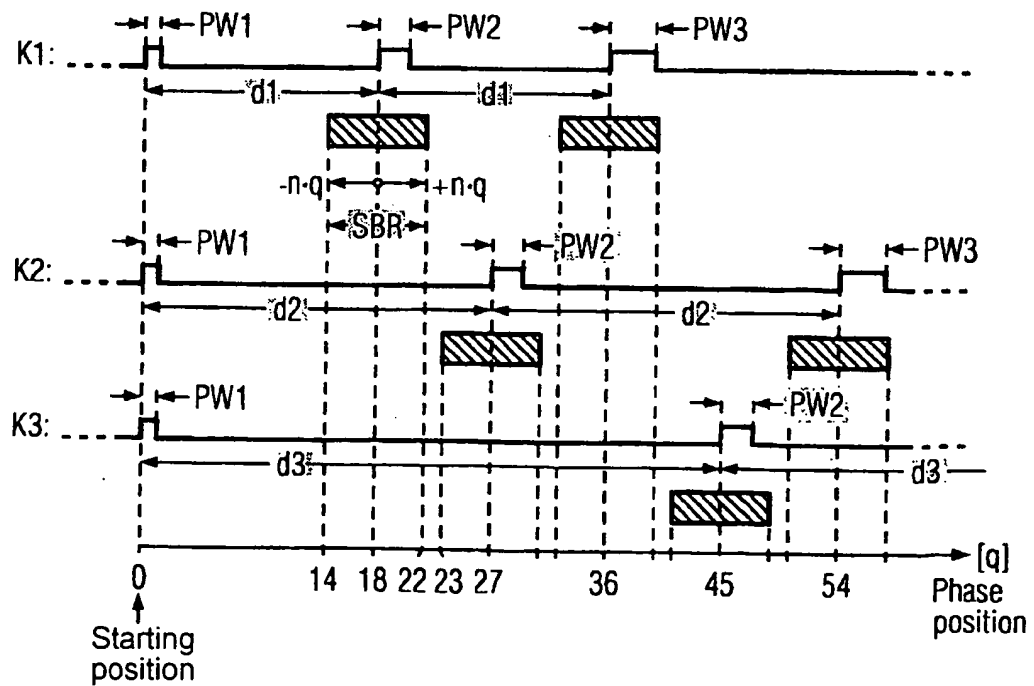 PW1 PW2 PW3
K1:
d1 d1
-n·q +n·q
SBR
PW1 PW2 PW3
K2:
d2 d2
PW1 PW2
K3:
d3 d3
[q]
0 14 18 22 23 27 36 45 54 Phase
position
Starting
position